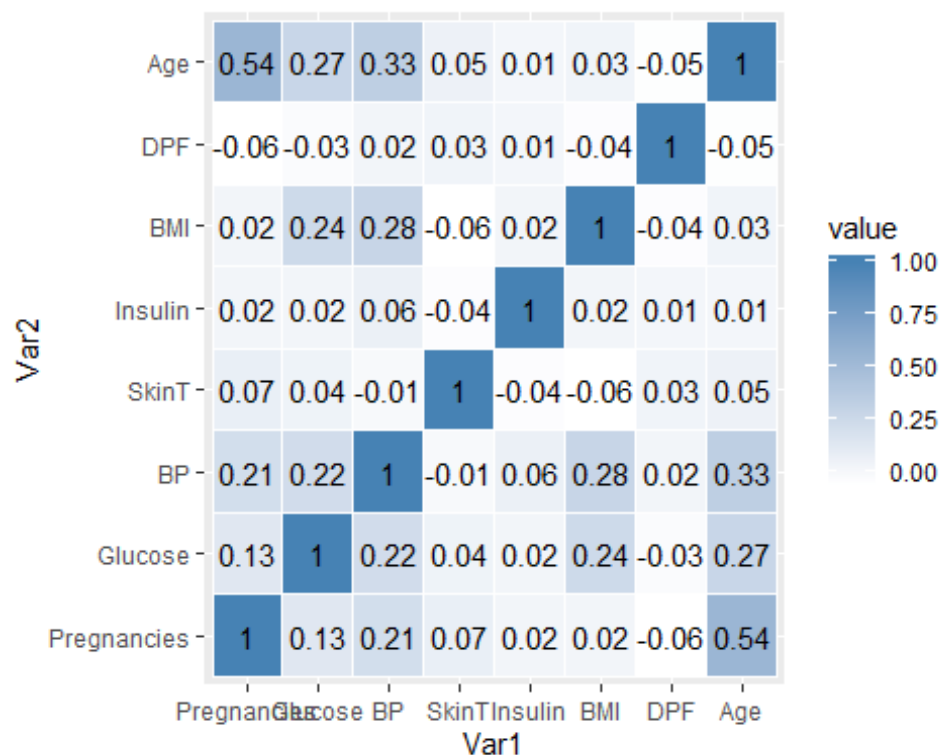 Age 0.54 0.27 0.33 0.05 0.01 0.03 -0.05 1
DPF -0.06 -0.03 0.02 0.03 0.01 -0.04 1 -0.05
BMI 0.02 0.24 0.28 -0.06 0.02 1 -0.04 0.03
Insulin 0.02 0.02 0.06 -0.04 1 0.02 0.01 0.01
SkinT 0.07 0.04 -0.01 1 -0.04 -0.06 0.03 0.05
BP 0.21 0.22 1 -0.01 0.06 0.28 0.02 0.33
Glucose 0.13 1 0.22 0.04 0.02 0.24 -0.03 0.27
Pregnancies 1 0.13 0.21 0.07 0.02 0.02 -0.06 0.54
Pregnancies Glucose BP SkinT Insulin BMI DPF Age
Var1
Var2
value
1.00
0.75
0.50
0.25
0.00